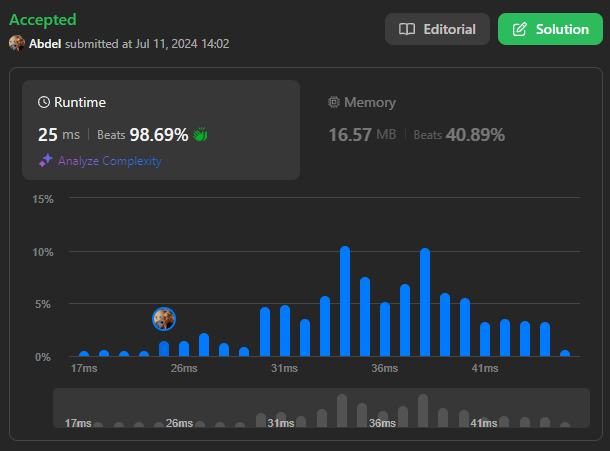 Accepted
Abdel submitted at Jul 11, 2024 14:02
Editorial
Solution
Runtime
25 ms | Beats 98.69%
Analyze Complexity
Memory
16.57 MB | Beats 40.89%
15%
10%
5%
0%
17ms 26ms 31ms 36ms 41ms
17ms 26ms 31ms 36ms 41ms